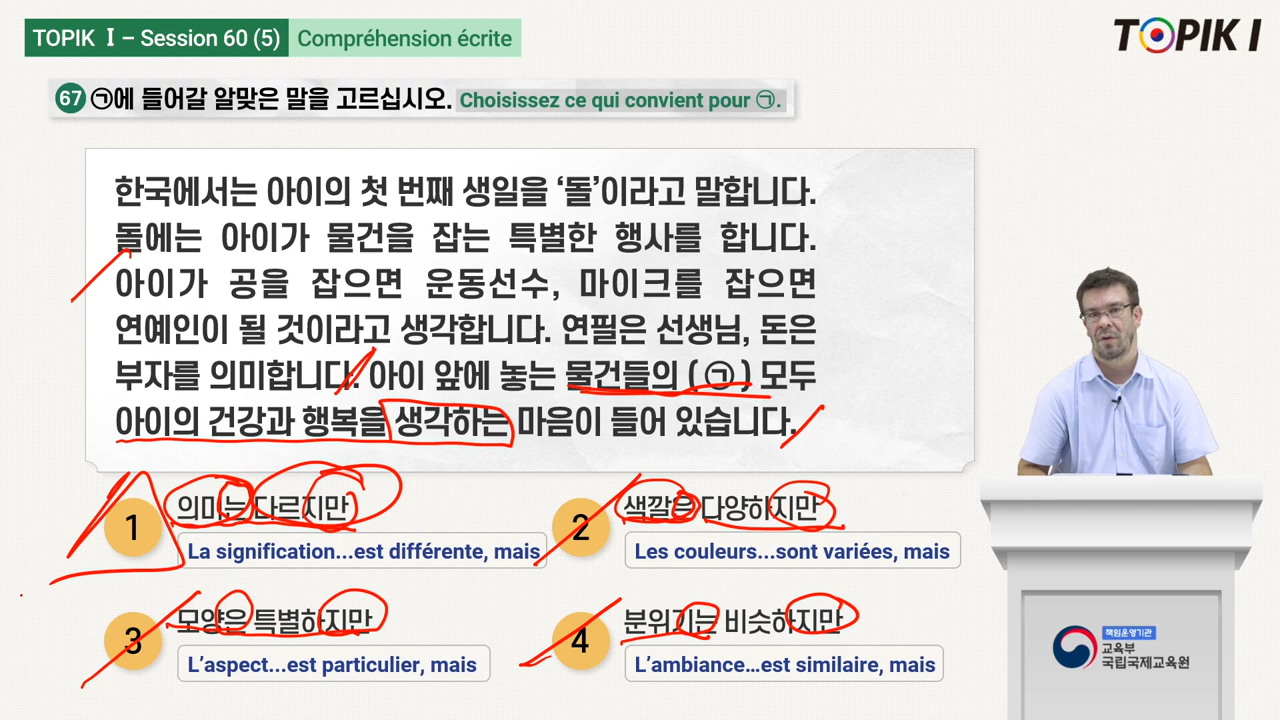 TOPIK Ⅰ – Session 60 (5) Compréhension écrite
TOPIK I
67 ㉠에 들어갈 알맞은 말을 고르십시오. Choisissez ce qui convient pour ㉠.
한국에서는 아이의 첫 번째 생일을 ‘돌’이라고 말합니다.
돌에는 아이가 물건을 잡는 특별한 행사를 합니다.
아이가 공을 잡으면 운동선수, 마이크를 잡으면
연예인이 될 것이라고 생각합니다. 연필은 선생님, 돈은
부자를 의미합니다. 아이 앞에 놓는 물건들의 ( ㉠ ) 모두
아이의 건강과 행복을 생각하는 마음이 들어 있습니다.
1 의미는 다르지만
La signification...est différente, mais
2 색깔은 다양하지만
Les couleurs...sont variées, mais
3 모양은 특별하지만
L’aspect...est particulier, mais
4 분위기는 비슷하지만
L’ambiance...est similaire, mais
책임운영기관
교육부
국립국제교육원